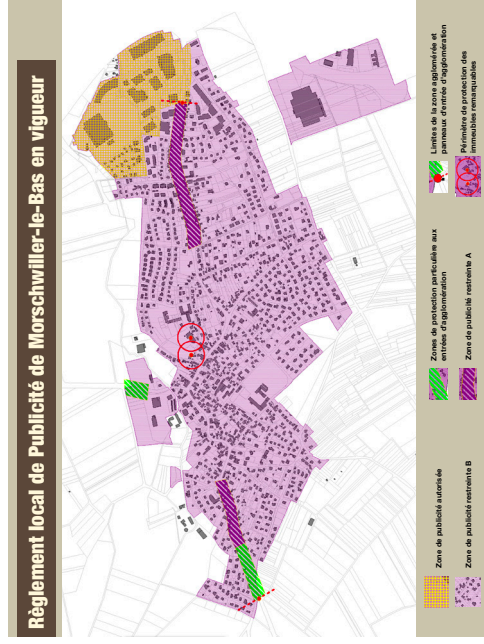 Règlement local de Publicité de Morschwiller-le-Bas en vigueur
Zone de publicité autorisée
Zone de publicité restreinte B
Zones de protection particulière aux
entrées d'agglomération
Zone de publicité restreinte A
Limites de la zone agglomérée et
panneaux d'entrée d'agglomération
Périmètre de protection des
immeubles remarquables